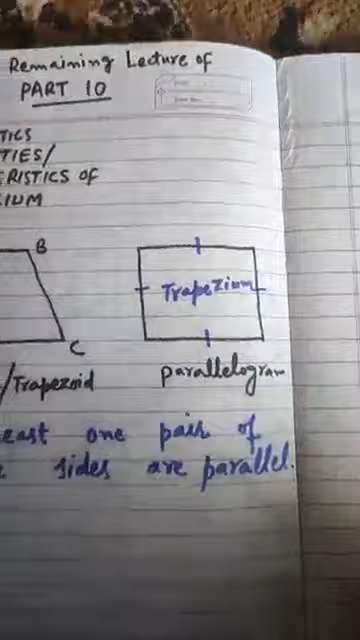 Remaining Lecture of
PART 10
TICS
TIES/
ERISTICS OF
IUM
B
Trapezium
C
/Trapezoid
parallelogram
east one pair of
sides are parallel.